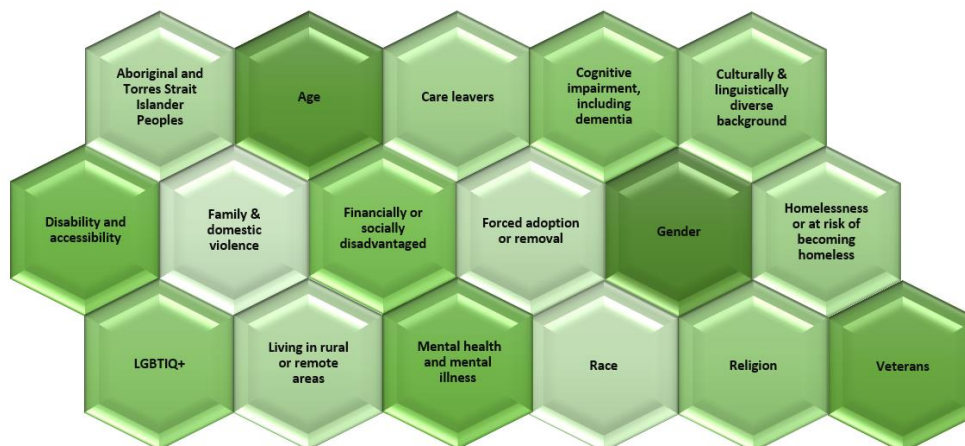 Aboriginal and
Torres Strait
Islander
Peoples
Age
Care leavers
Cognitive
impairment,
including
dementia
Culturally &
linguistically
diverse
background
Disability and
accessibility
Family &
domestic
violence
Financially or
socially
disadvantaged
Forced adoption
or removal
Gender
Homelessness
or at risk of
becoming
homeless
LGBTIQ+
Living in rural
or remote
areas
Mental health
and mental
illness
Race
Religion
Veterans